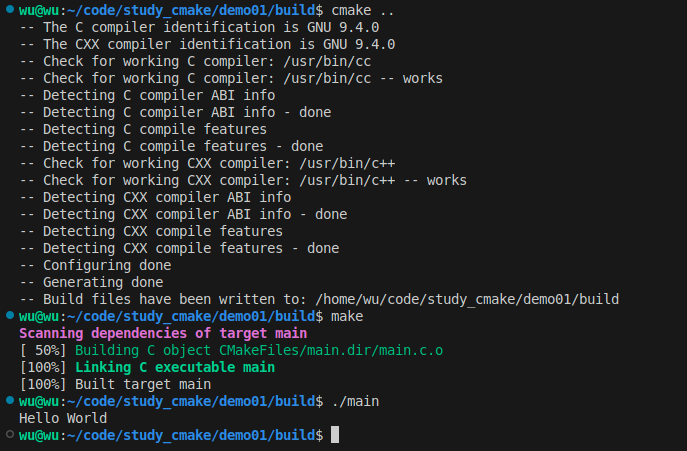 wu@wu:~/code/study_cmake/demo01/build$ cmake ..
-- The C compiler identification is GNU 9.4.0
-- The CXX compiler identification is GNU 9.4.0
-- Check for working C compiler: /usr/bin/cc
-- Check for working C compiler: /usr/bin/cc -- works
-- Detecting C compiler ABI info
-- Detecting C compiler ABI info - done
-- Detecting C compile features
-- Detecting C compile features - done
-- Check for working CXX compiler: /usr/bin/c++
-- Check for working CXX compiler: /usr/bin/c++ -- works
-- Detecting CXX compiler ABI info
-- Detecting CXX compiler ABI info - done
-- Detecting CXX compile features
-- Detecting CXX compile features - done
-- Configuring done
-- Generating done
-- Build files have been written to: /home/wu/code/study_cmake/demo01/build
wu@wu:~/code/study_cmake/demo01/build$ make
Scanning dependencies of target main
[ 50%] Building C object CMakeFiles/main.dir/main.c.o
[100%] Linking C executable main
[100%] Built target main
wu@wu:~/code/study_cmake/demo01/build$ ./main
Hello World
wu@wu:~/code/study_cmake/demo01/build$